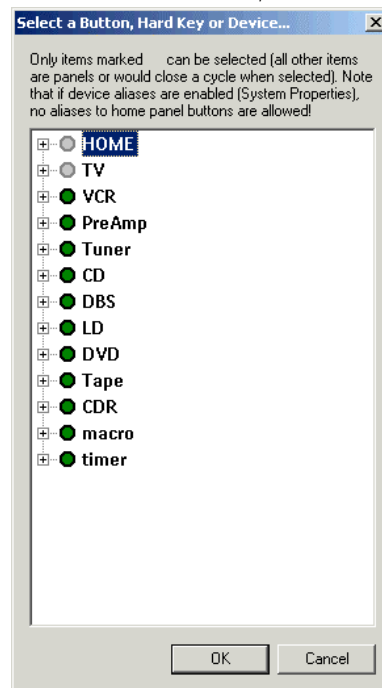 Select a Button, Hard Key or Device...
Only items marked can be selected (all other items
are panels or would close a cycle when selected). Note
that if device aliases are enabled (System Properties),
no aliases to home panel buttons are allowed!
HOME
TV
VCR
PreAmp
Tuner
CD
DBS
LD
DVD
Tape
CDR
macro
timer
OK Cancel